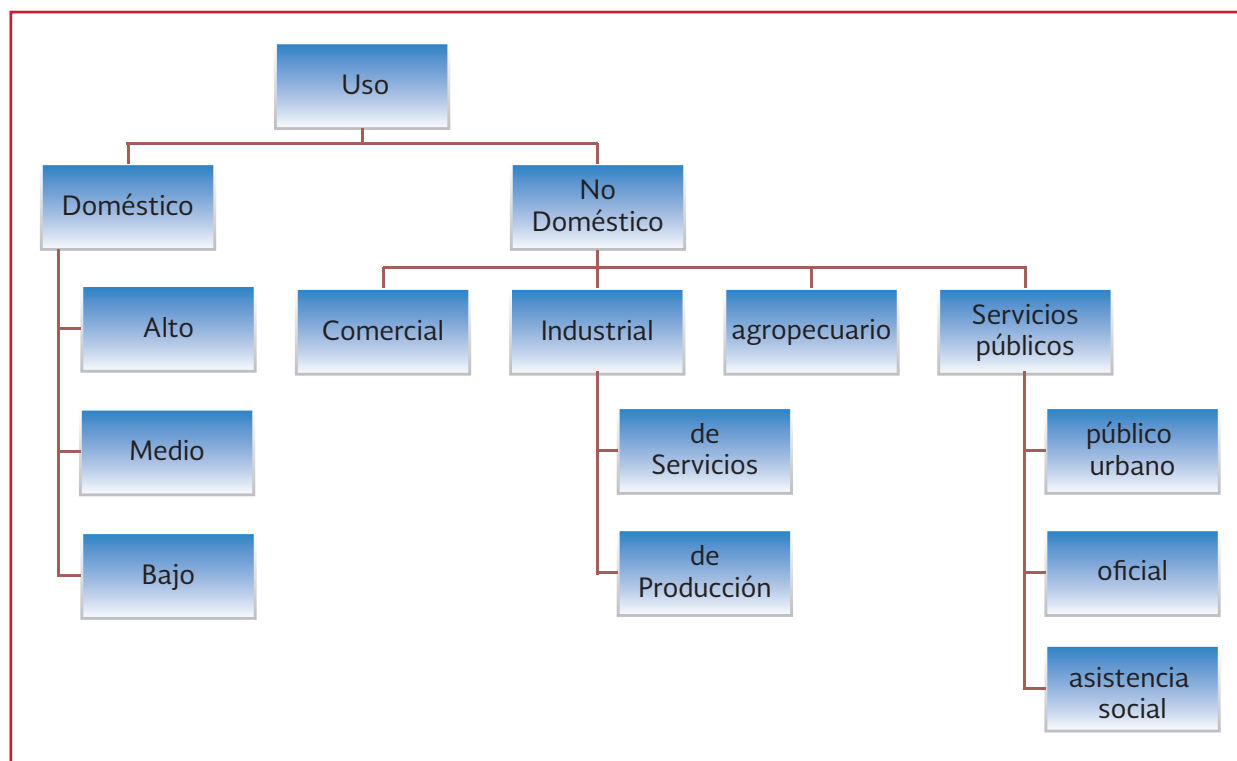 Uso
Doméstico
No
Doméstico
Alto
Medio
Bajo
Comercial
Industrial
agropecuario
Servicios
públicos
de
Servicios
de
Producción
público
urbano
oficial
asistencia
social